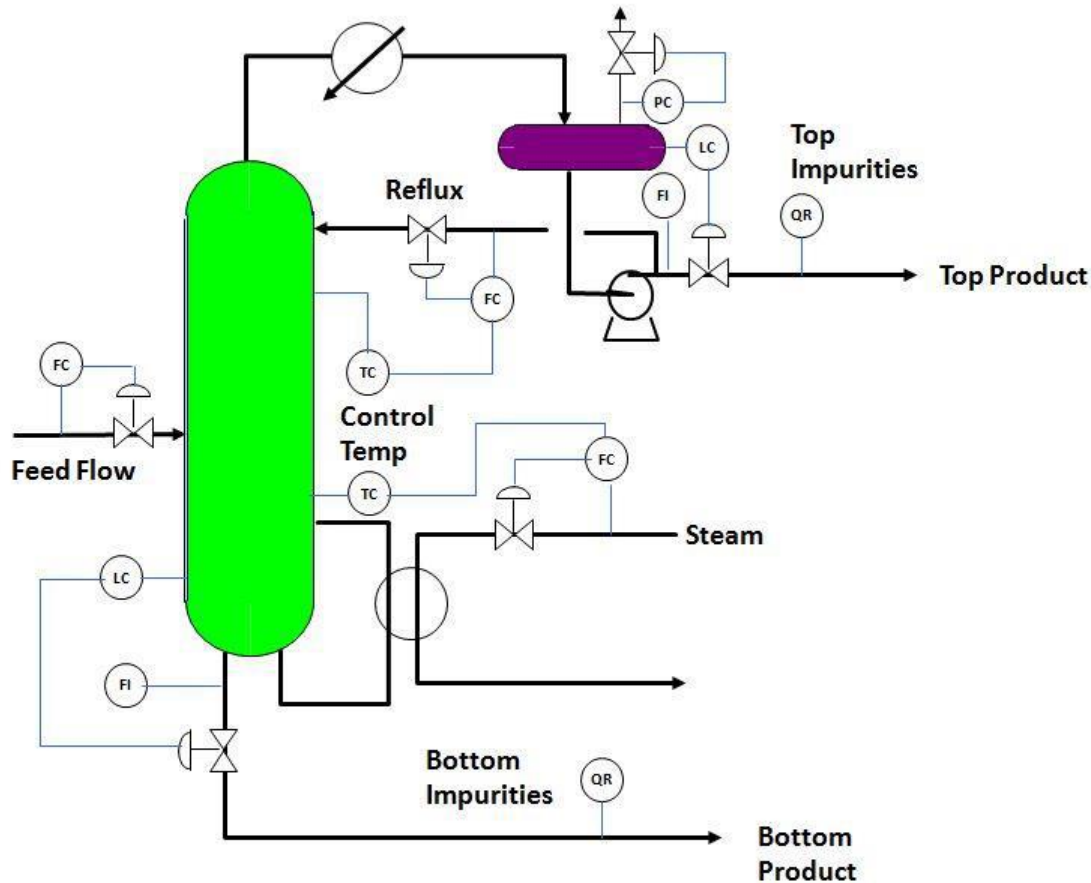 PC
Top
Impurities
LC
Reflux
FI
QR
Top Product
FC
FC
TC
Control
Temp
Feed Flow
FC
TC
Steam
LC
FI
Bottom
Impurities
QR
Bottom
Product